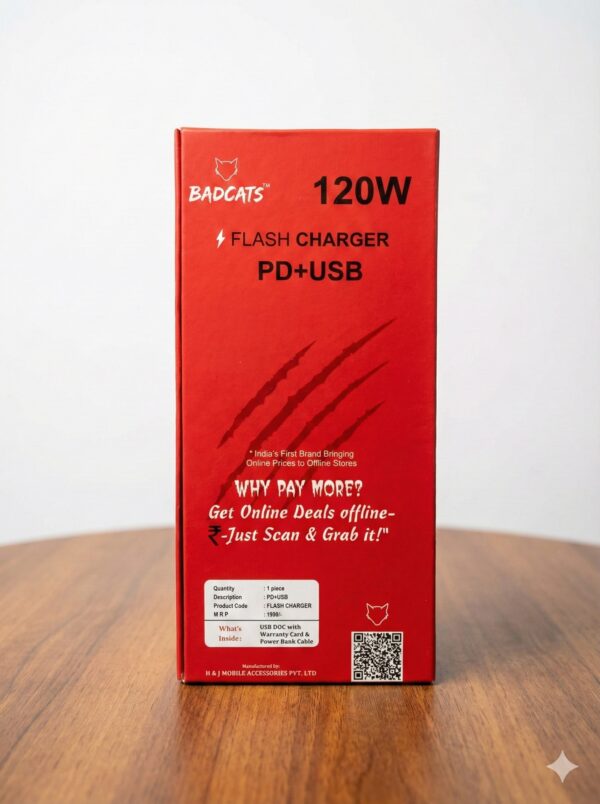 BADCATS™
120W
FLASH CHARGER
PD+USB
* India's First Brand Bringing
Online Prices to Offline Stores
WHY PAY MORE?
Get Online Deals offline-
₹-Just Scan & Grab it!"
Quantity : 1 piece
Description : PD+USB
Product Code : FLASH CHARGER
M R P : 1999/-
What's Inside: USB DOC with
Warranty Card &
Power Bank Cable
Manufactured by:
H & J MOBILE ACCESSORIES PVT. LTD